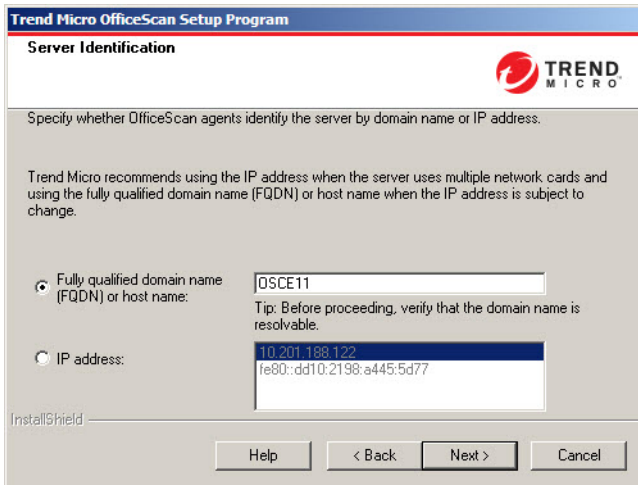 Trend Micro OfficeScan Setup Program
Server Identification
TREND
MICRO
Specify whether OfficeScan agents identify the server by domain name or IP address.
Trend Micro recommends using the IP address when the server uses multiple network cards and
using the fully qualified domain name (FQDN) or host name when the IP address is subject to
change.
Fully qualified domain name
(FQDN) or host name:
OSCE11
Tip: Before proceeding, verify that the domain name is
resolvable.
IP address:
10.201.188.122
fe80::dd10:2198:a445:5d77
InstallShield
Help
< Back
Next >
Cancel